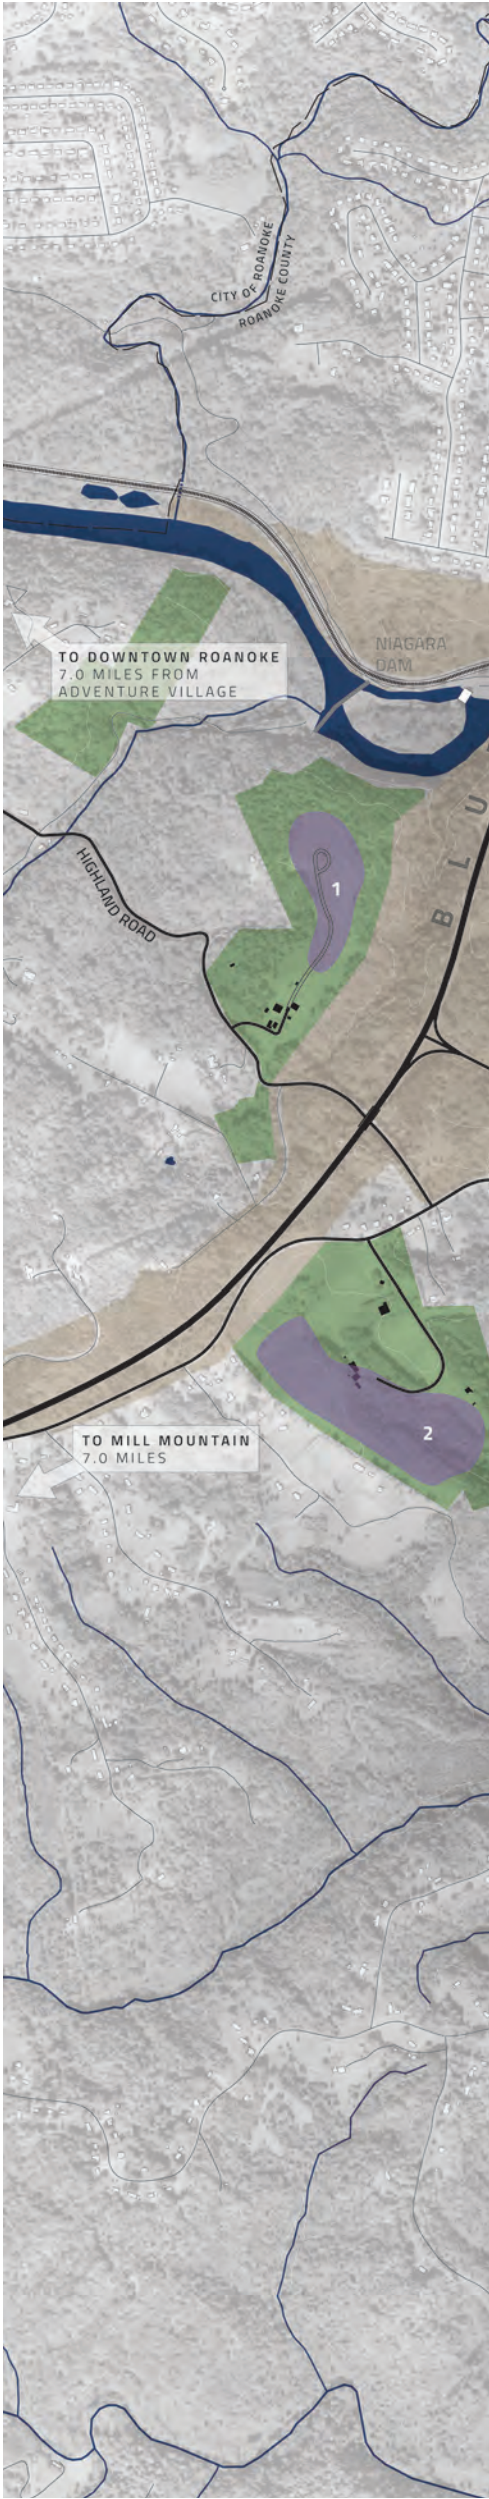 CITY OF ROANOKE
ROANOKE COUNTY
TO DOWNTOWN ROANOKE
7.0 MILES FROM
ADVENTURE VILLAGE
NIAGARA
DAM
BLU
1
HIGHLAND ROAD
2
TO MILL MOUNTAIN
7.0 MILES